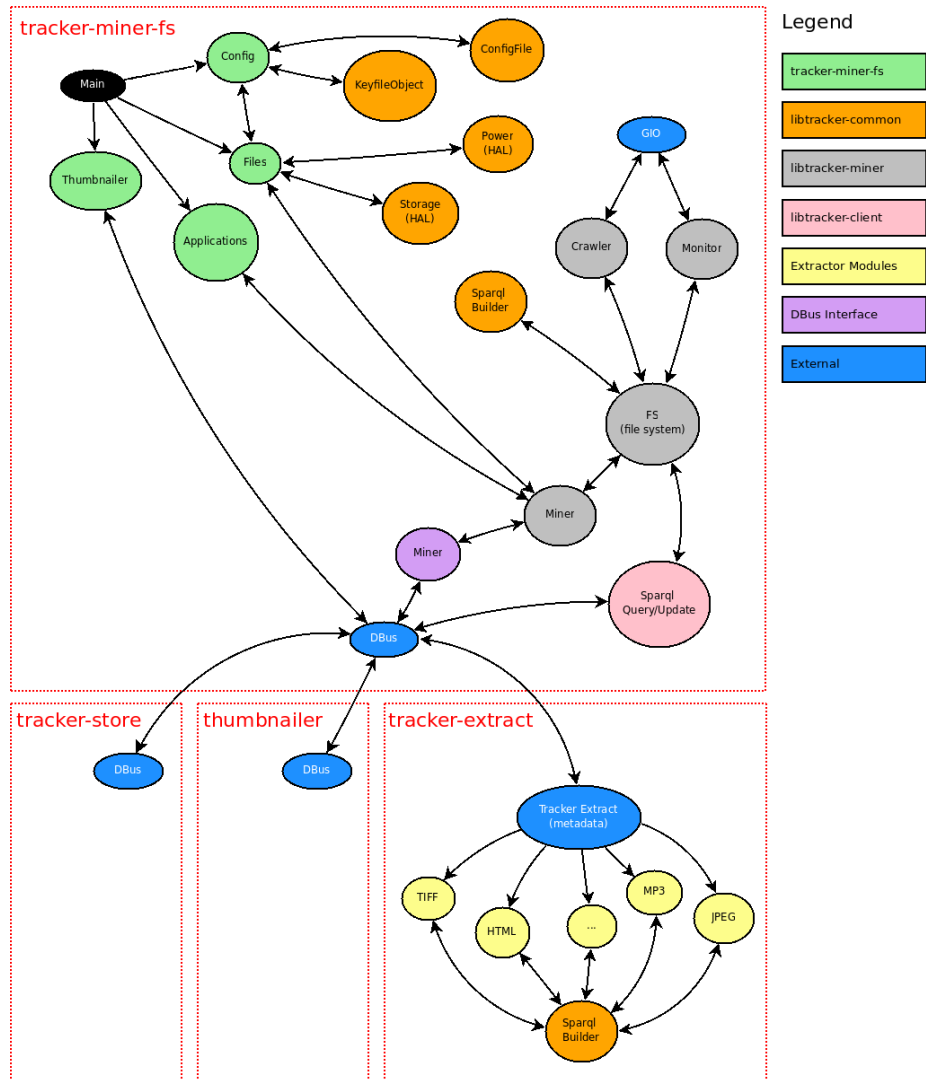 tracker-miner-fs
Legend
Config
ConfigFile
Main
KeyfileObject
tracker-miner-fs
libtracker-common
Power
(HAL)
GIO
Files
Thumbnailer
libtracker-miner
Storage
(HAL)
libtracker-client
Applications
Crawler
Monitor
Extractor Modules
Sparql
Builder
DBus Interface
External
FS
(file system)
Miner
Miner
Sparql
Query/Update
DBus
tracker-store
thumbnailer
tracker-extract
DBus
DBus
Tracker Extract
(metadata)
TIFF
HTML
...
MP3
JPEG
Sparql
Builder